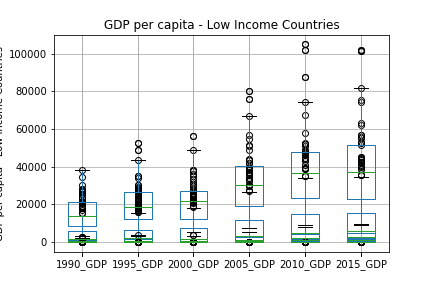 GDP per capita - Low Income Countries
GDP per capita - Low Income Countries
100000
80000
60000
40000
20000
0
1990_GDP 1995_GDP 2000_GDP 2005_GDP 2010_GDP 2015_GDP